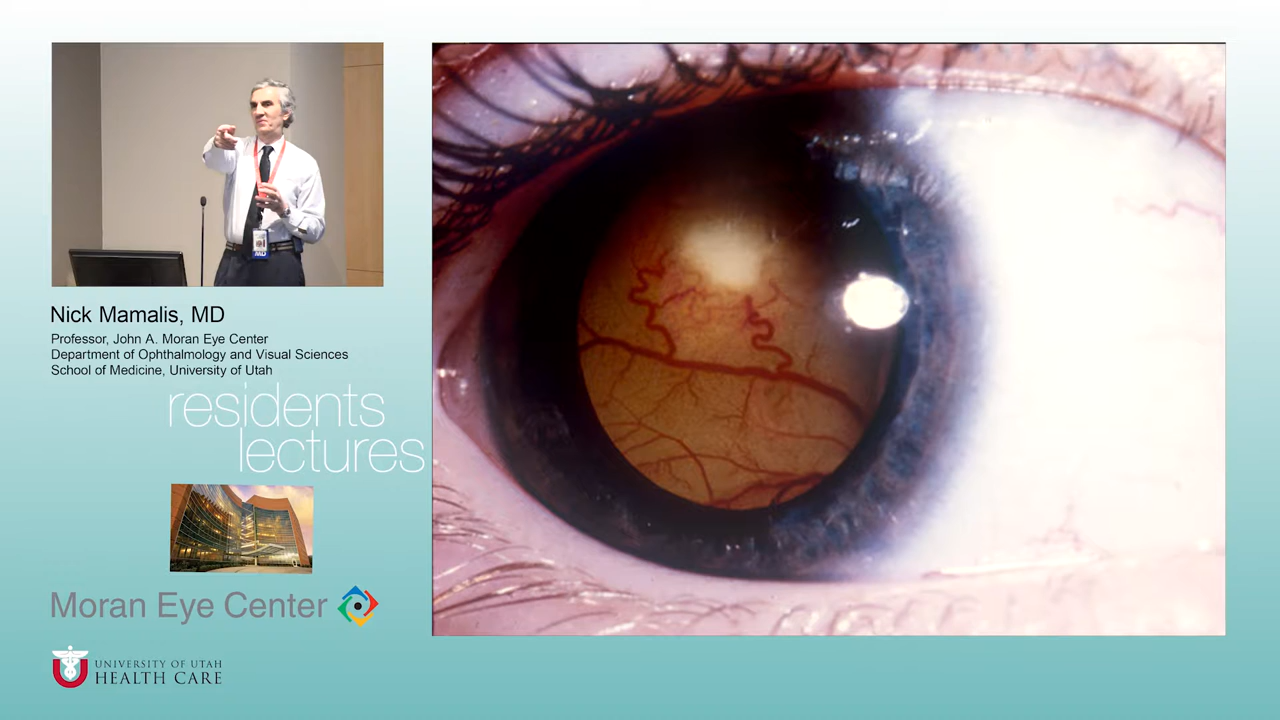 Nick Mamalis, MD
Professor, John A. Moran Eye Center
Department of Ophthalmology and Visual Sciences
School of Medicine, University of Utah
residents
lectures
Moran Eye Center
UNIVERSITY OF UTAH
HEALTH CARE
MD